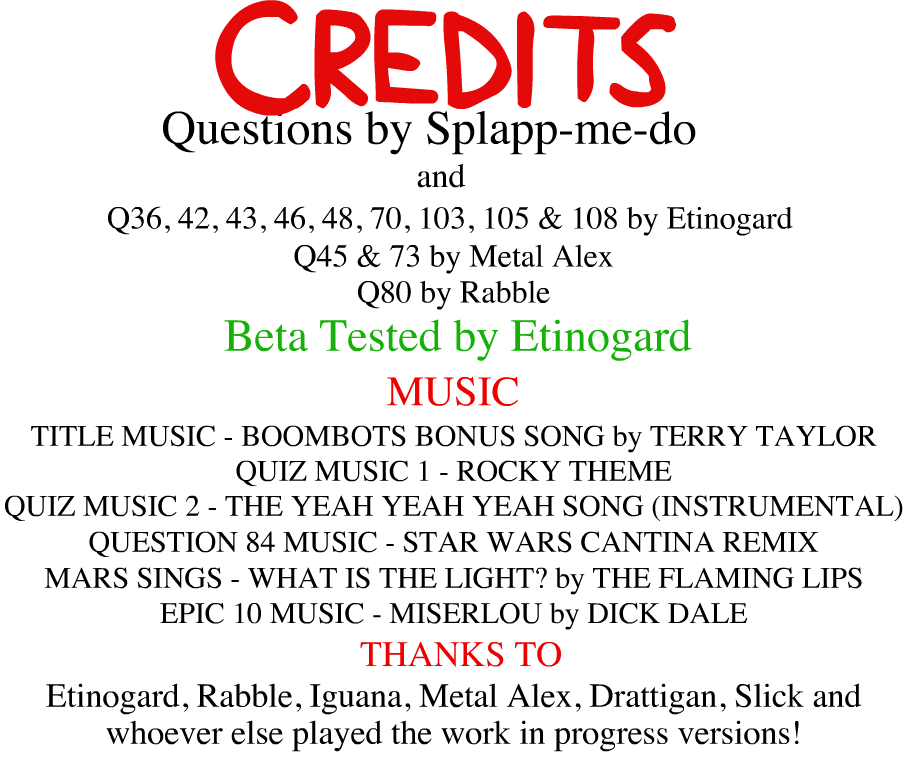 CREDITS
Questions by Splapp-me-do
and
Q36, 42, 43, 46, 48, 70, 103, 105 & 108 by Etinogard
Q45 & 73 by Metal Alex
Q80 by Rabble
Beta Tested by Etinogard
MUSIC
TITLE MUSIC - BOOMBOTS BONUS SONG by TERRY TAYLOR
QUIZ MUSIC 1 - ROCKY THEME
QUIZ MUSIC 2 - THE YEAH YEAH YEAH SONG (INSTRUMENTAL)
QUESTION 84 MUSIC - STAR WARS CANTINA REMIX
MARS SINGS - WHAT IS THE LIGHT? by THE FLAMING LIPS
EPIC 10 MUSIC - MISERLOU by DICK DALE
THANKS TO
Etinogard, Rabble, Iguana, Metal Alex, Drattigan, Slick and
whoever else played the work in progress versions!